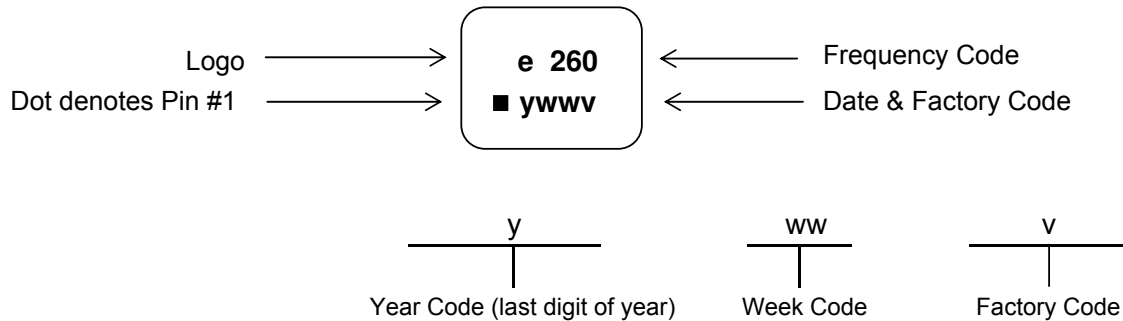 Logo
e 260
Frequency Code
Dot denotes Pin #1
■ ywwv
Date & Factory Code
y
ww
v
Year Code (last digit of year)
Week Code
Factory Code